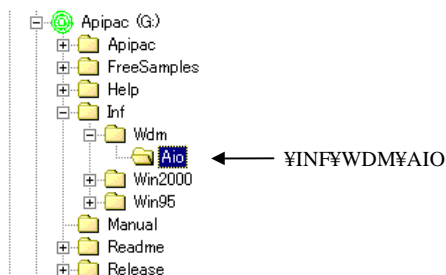 Apipac (G:)
Apipac
FreeSamples
Help
Inf
Wdm
Aio
¥INF¥WDM¥AIO
Win2000
Win95
Manual
Readme
Release